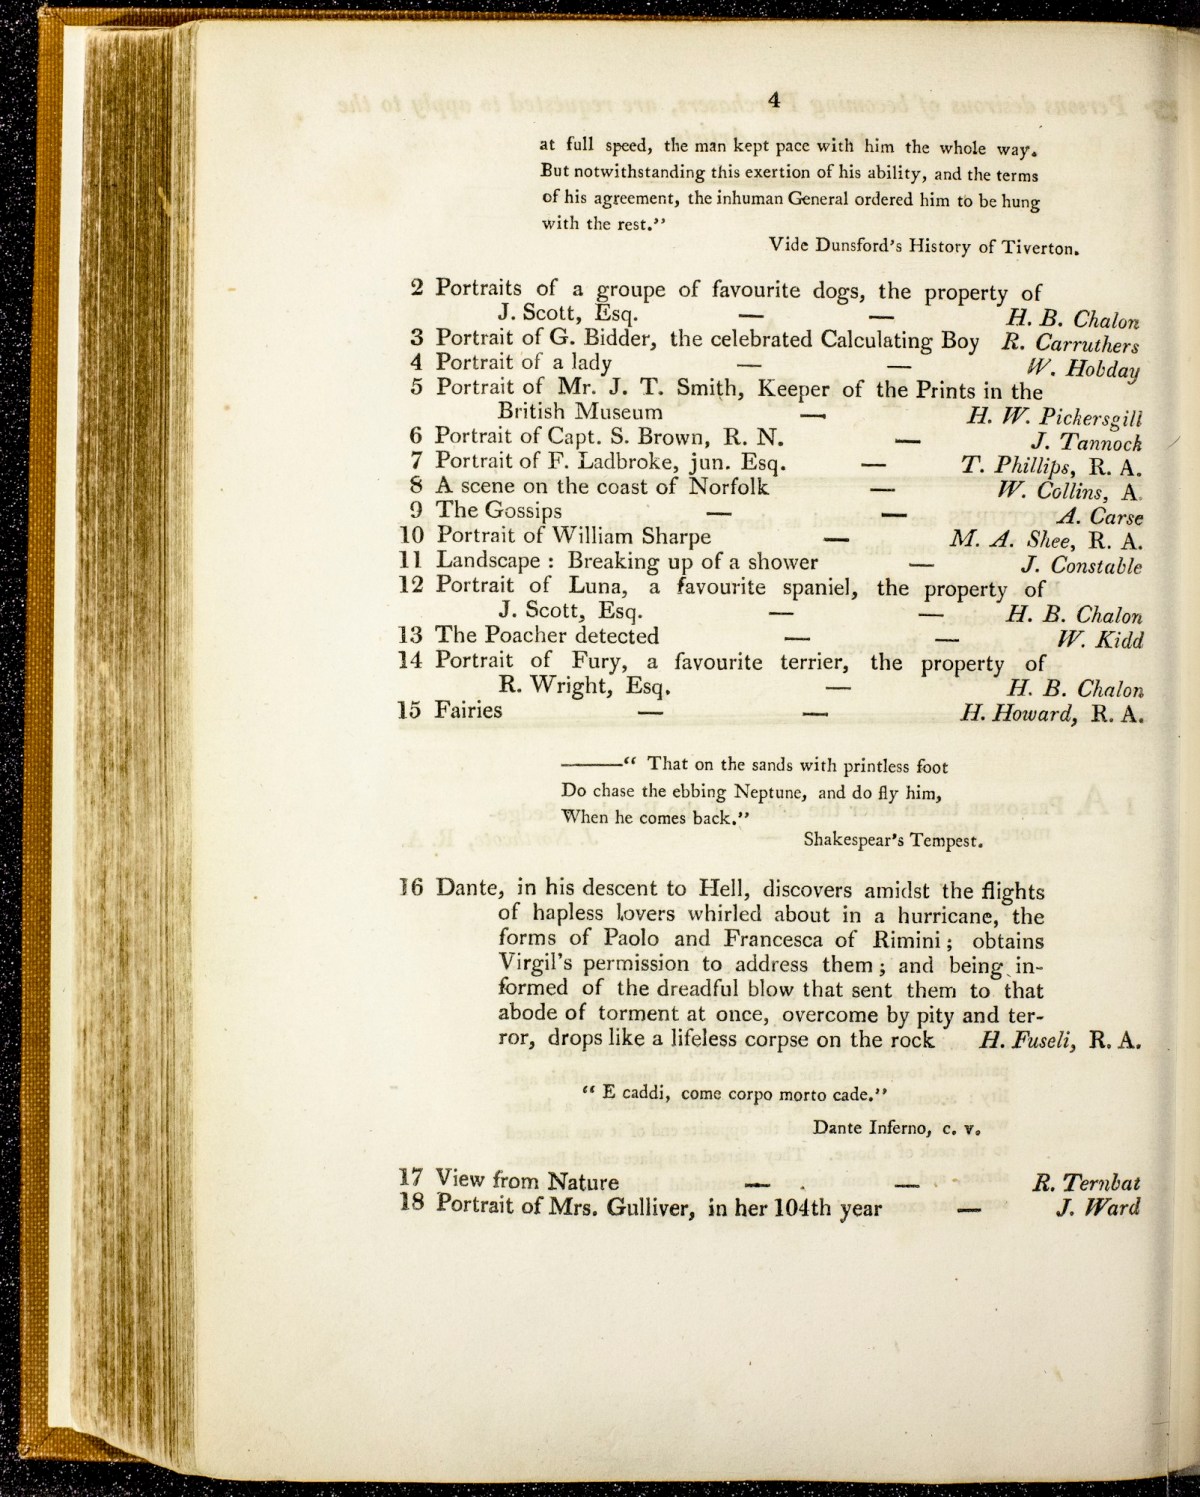 4
at full speed, the man kept pace with him the whole way.
But notwithstanding this exertion of his ability, and the terms
of his agreement, the inhuman General ordered him to be hung
with the rest."
Vide Dunsford's History of Tiverton.
2 Portraits of a groupe of favourite dogs, the property of
J. Scott, Esq. — — H. B. Chalon
3 Portrait of G. Bidder, the celebrated Calculating Boy R. Carruthers
4 Portrait of a lady — — W. Hobday
5 Portrait of Mr. J. T. Smith, Keeper of the Prints in the
British Museum — H. W. Pickersgill
6 Portrait of Capt. S. Brown, R. N. — J. Tannock
7 Portrait of F. Ladbroke, jun. Esq. — T. Phillips, R. A.
8 A scene on the coast of Norfolk — W. Collins, A.
9 The Gossips — — A. Carse
10 Portrait of William Sharpe — M. A. Shee, R. A.
11 Landscape : Breaking up of a shower — J. Constable
12 Portrait of Luna, a favourite spaniel, the property of
J. Scott, Esq. — — H. B. Chalon
13 The Poacher detected — — W. Kidd
14 Portrait of Fury, a favourite terrier, the property of
R. Wright, Esq. — H. B. Chalon
15 Fairies — — H. Howard, R. A.
———" That on the sands with printless foot
Do chase the ebbing Neptune, and do fly him,
When he comes back."
Shakespear's Tempest.
16 Dante, in his descent to Hell, discovers amidst the flights
of hapless lovers whirled about in a hurricane, the
forms of Paolo and Francesca of Rimini ; obtains
Virgil's permission to address them ; and being in-
formed of the dreadful blow that sent them to that
abode of torment at once, overcome by pity and ter-
ror, drops like a lifeless corpse on the rock H. Fuseli, R. A.
" E caddi, come corpo morto cade."
Dante Inferno, c. v.
17 View from Nature — — R. Ternbat
18 Portrait of Mrs. Gulliver, in her 104th year — J. Ward